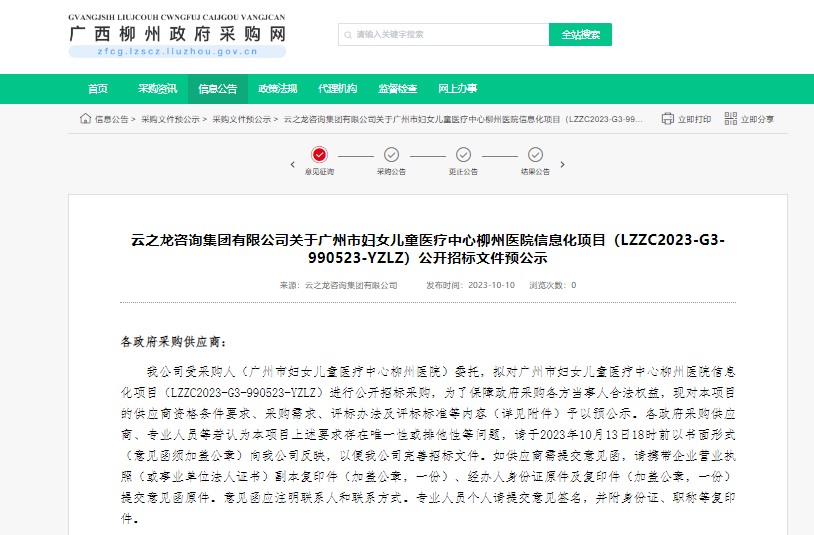 GVANGJSIH LIUJCOUH CWNGFUJ CAIJGOU VANGJCAN
广西柳州政府采购网
zfcg.lzscz.liuzhou.gov.cn
请输入关键字搜索
全站搜索
首页 采购资讯 信息公告 政策法规 代理机构 监督检查 网上办事
信息公告 > 采购文件预公示 > 采购文件预公示 > 云之龙咨询集团有限公司关于广州市妇女儿童医疗中心柳州医院信息化项目（LZZC2023-G3-99... 立即打印 立即分享
意见征询 采购公告 更正公告 结果公告
云之龙咨询集团有限公司关于广州市妇女儿童医疗中心柳州医院信息化项目（LZZC2023-G3-
990523-YZLZ）公开招标文件预公示
来源：云之龙咨询集团有限公司 发布时间：2023-10-10 浏览次数：0
各政府采购供应商：
我公司受采购人（广州市妇女儿童医疗中心柳州医院）委托，拟对广州市妇女儿童医疗中心柳州医院信息
化项目（LZZC2023-G3-990523-YZLZ）进行公开招标采购，为了保障政府采购各方当事人合法权益，现对本项目
的供应商资格条件要求、采购需求、评标办法及评标标准等内容（详见附件）予以预公示。各政府采购供应
商、专业人员等若认为本项目上述要求存在唯一性或排他性等问题，请于2023年10月13日18时前以书面形式
（意见函须加盖公章）向我公司反映，以便我公司完善招标文件。如供应商需提交意见函，请携带企业营业执
照（或事业单位法人证书）副本复印件（加盖公章，一份）、经办人身份证原件及复印件（加盖公章，一份）
提交意见函原件。意见函应注明联系人和联系方式。专业人员个人请提交意见签名，并附身份证、职称等复印
件。